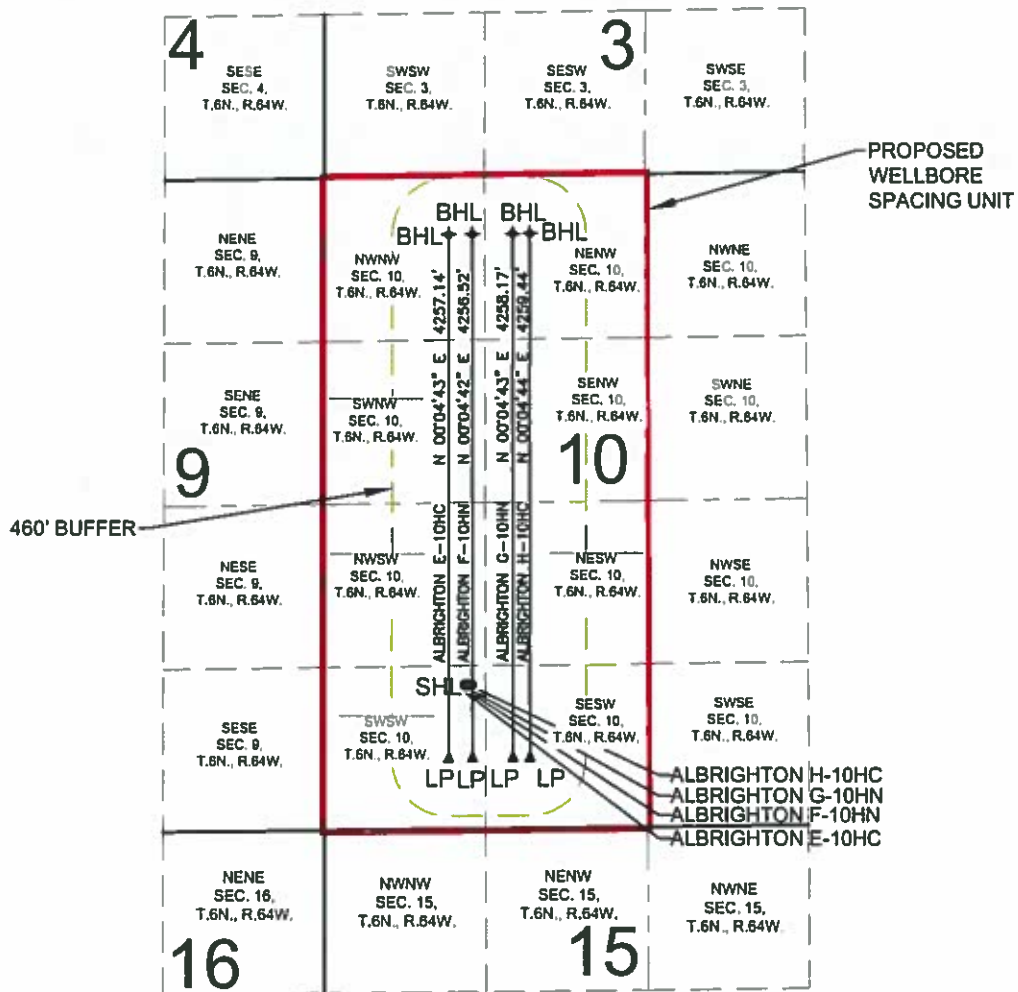 4
3
SESE
SEC. 4,
T.6N., R.64W.
SWSW
SEC. 3,
T.6N., R.64W.
SESW
SEC. 3,
T.6N., R.64W.
SWSE
SEC. 3,
T.6N., R.64W.
PROPOSED
WELLBORE
SPACING UNIT
BHL
BHL
BHL
BHL
NENE
SEC. 9,
T.6N., R.64W.
NWNW
SEC. 10,
T.6N., R.64W.
NENW
SEC. 10,
T.6N., R.64W.
NWNE
SEC. 10,
T.6N., R.64W.
N 00°04'43" E 4257.14'
N 00°04'42" E 4256.52'
N 00°04'43" E 4258.17'
N 00°04'44" E 4259.44'
SENE
SEC. 9,
T.6N., R.64W.
SWNW
SEC. 10,
T.6N., R.64W.
SENW
SEC. 10,
T.6N., R.64W.
SWNE
SEC. 10,
T.6N., R.64W.
9
10
460' BUFFER
NESE
SEC. 9,
T.6N., R.64W.
NWSW
SEC. 10,
T.6N., R.64W.
NESW
SEC. 10,
T.6N., R.64W.
NWSE
SEC. 10,
T.6N., R.64W.
ALBRIGHTON E-10HC
ALBRIGHTON F-10HN
ALBRIGHTON G-10HN
ALBRIGHTON H-10HC
SHL
SESE
SEC. 9,
T.6N., R.64W.
SWSW
SEC. 10,
T.6N., R.64W.
SESW
SEC. 10,
T.6N., R.64W.
SWSE
SEC. 10,
T.6N., R.64W.
LP
LP
LP
LP
ALBRIGHTON H-10HC
ALBRIGHTON G-10HN
ALBRIGHTON F-10HN
ALBRIGHTON E-10HC
NENE
SEC. 16,
T.6N., R.64W.
NWNW
SEC. 15,
T.6N., R.64W.
NENW
SEC. 15,
T.6N., R.64W.
NWNE
SEC. 15,
T.6N., R.64W.
16
15